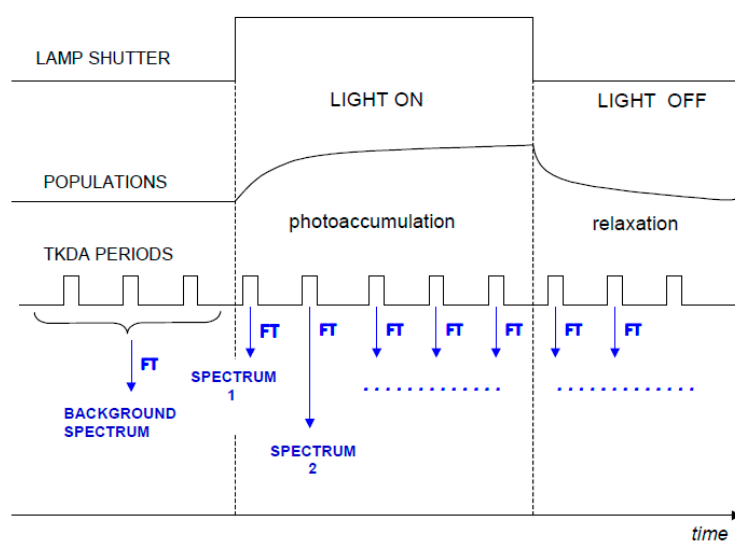 LAMP SHUTTER
LIGHT ON
LIGHT OFF
POPULATIONS
photoaccumulation
relaxation
TKDA PERIODS
FT
FT
FT
FT
FT
FT
FT
FT
SPECTRUM
1
BACKGROUND
SPECTRUM
SPECTRUM
2
time